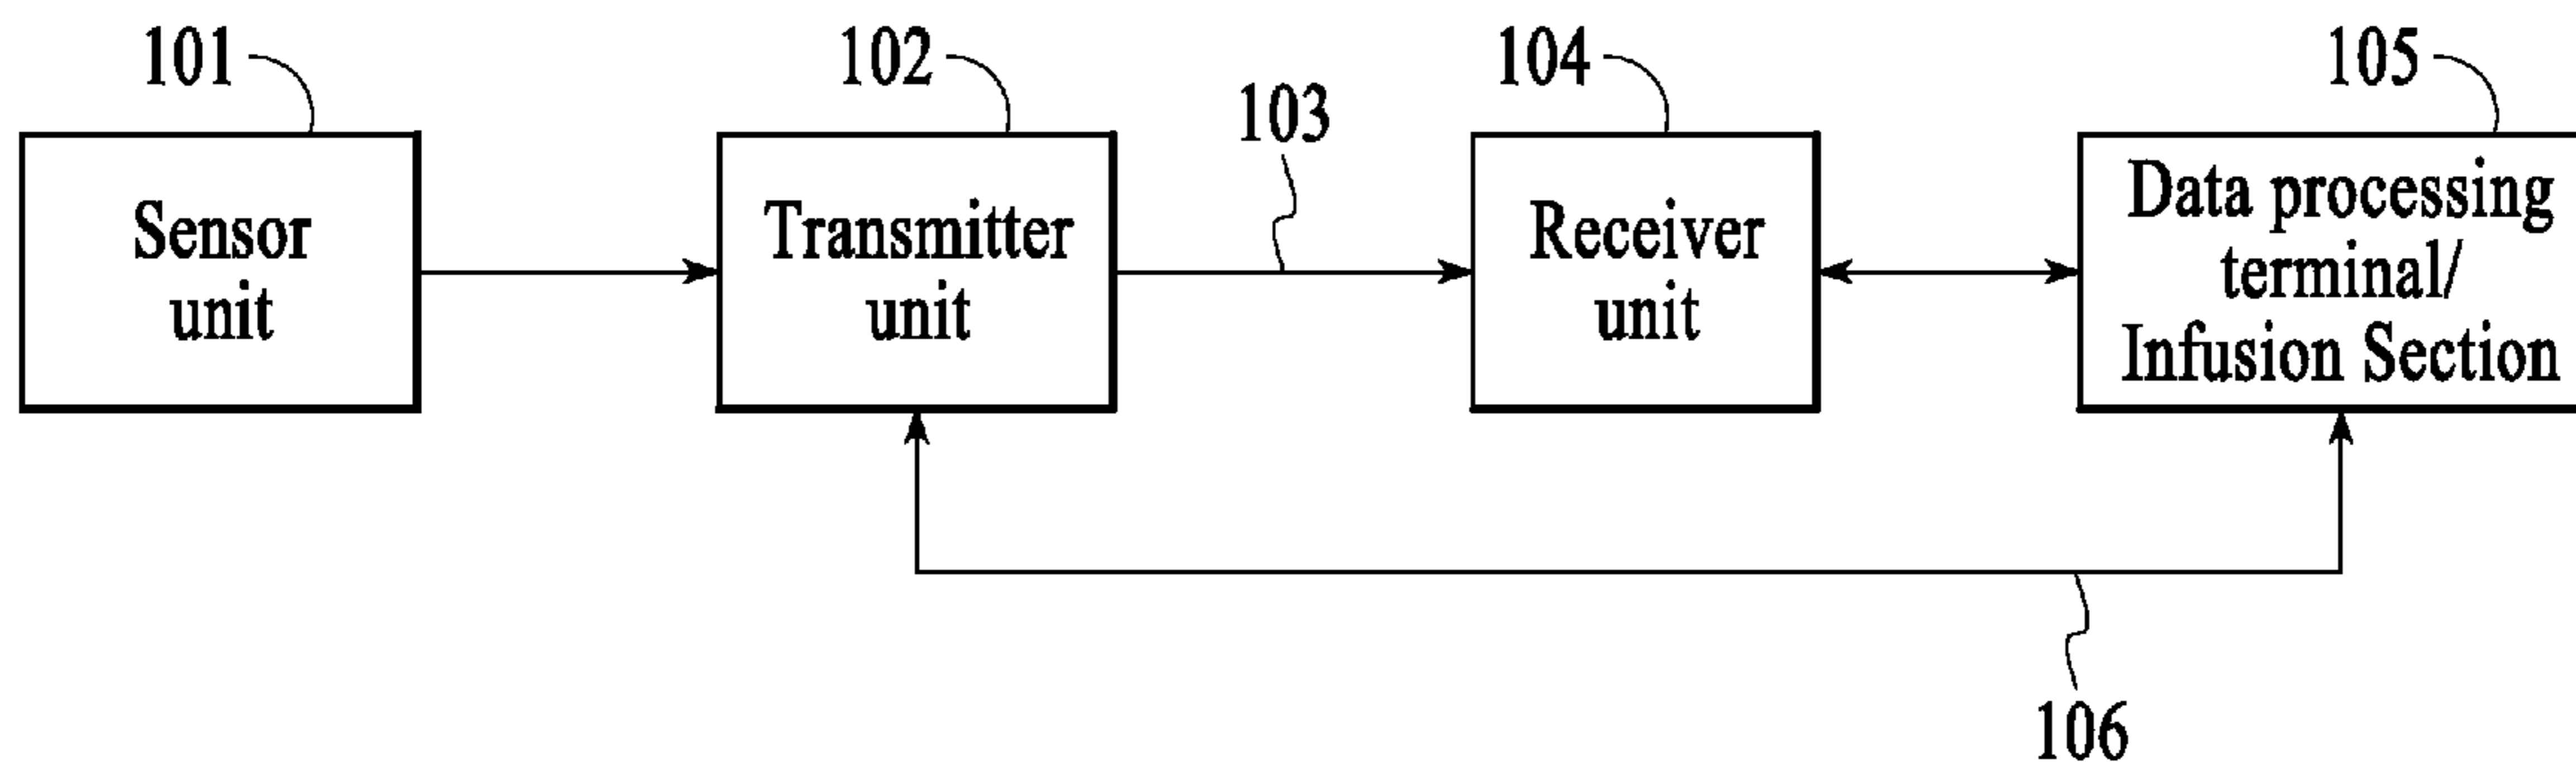 101
102
103
104
105
Sensor
unit
Transmitter
unit
Receiver
unit
Data processing
terminal/
Infusion Section
106